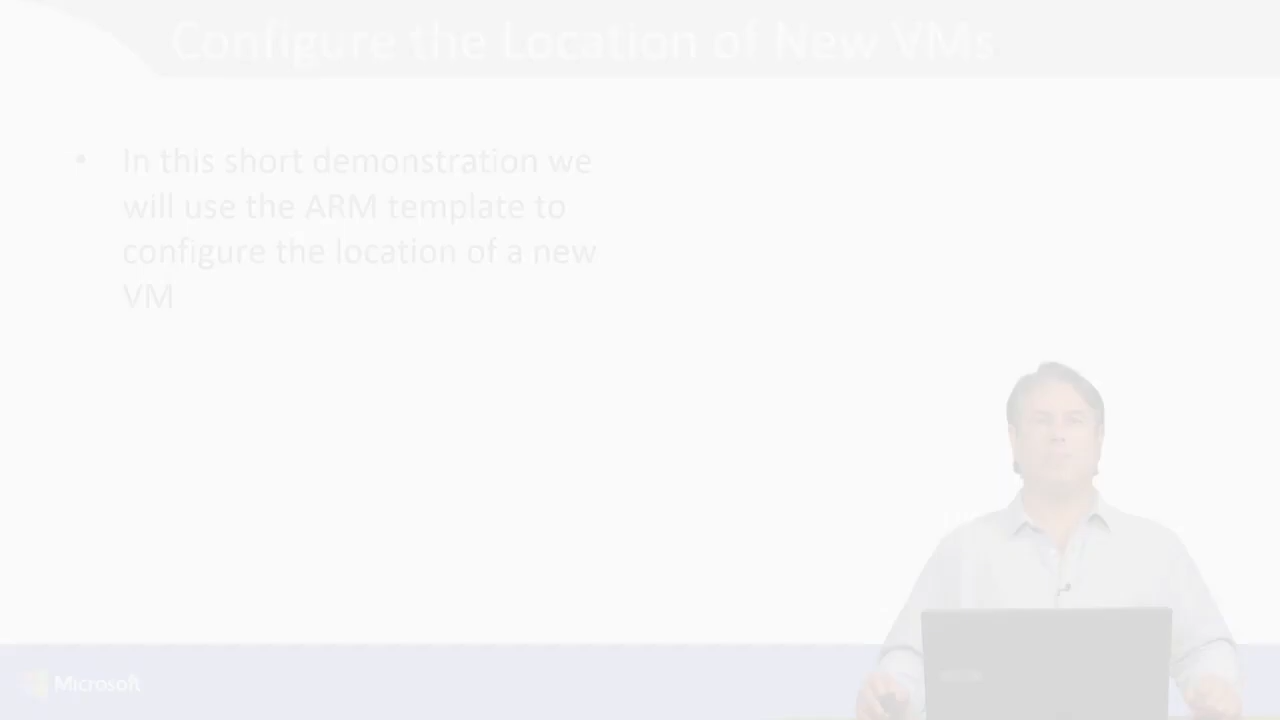 Configure the Location of New VMs
• In this short demonstration we
will use the ARM template to
configure the location of a new
VM
Microsoft